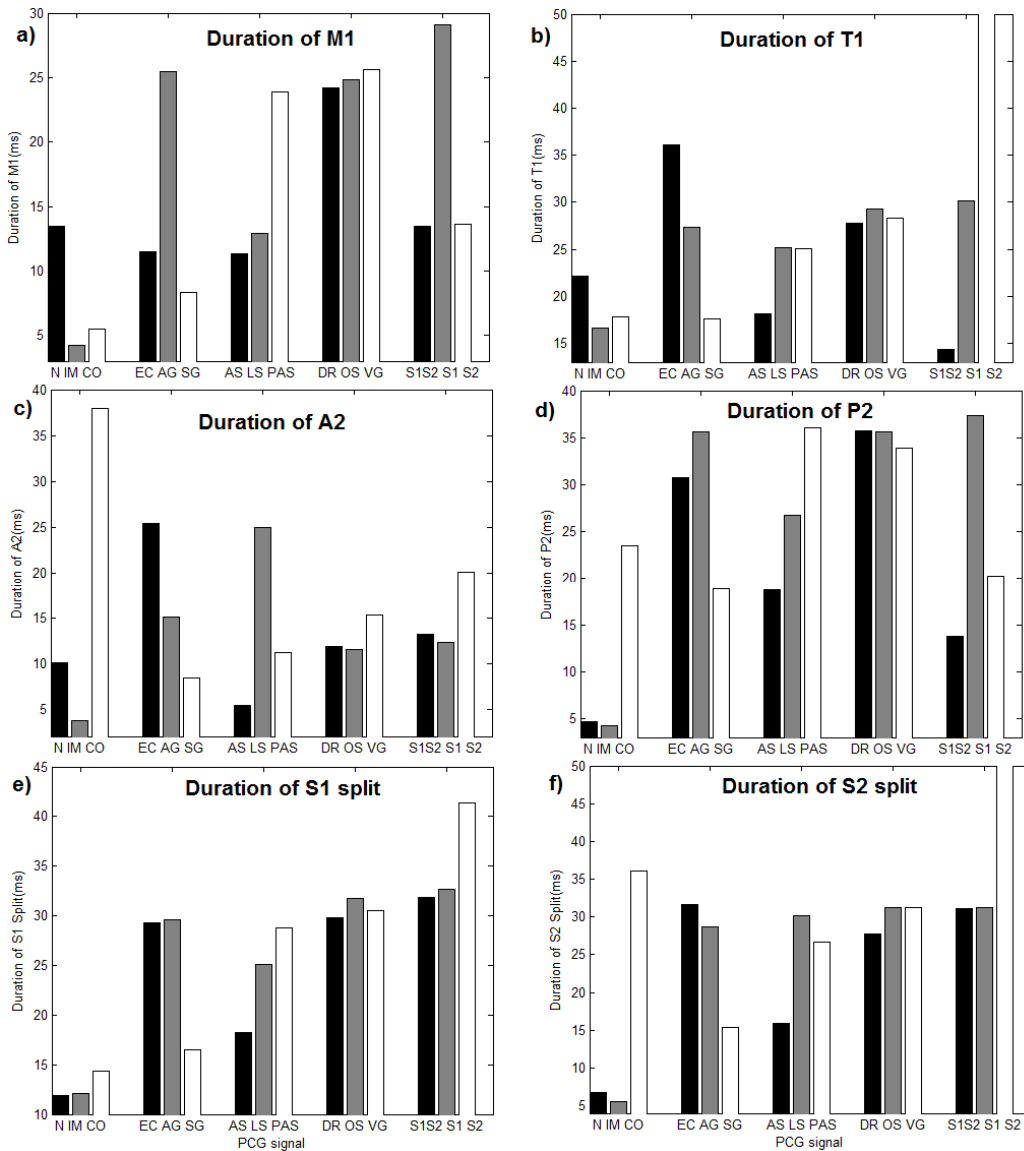 a)
Duration of M1
Duration of M1(ms)
30
25
20
15
10
5
N IM CO EC AG SG AS LS PAS DR OS VG S1S2 S1 S2
b)
Duration of T1
Duration of T1(ms)
50
45
40
35
30
25
20
15
N IM CO EC AG SG AS LS PAS DR OS VG S1S2 S1 S2
c)
Duration of A2
Duration of A2(ms)
40
35
30
25
20
15
10
5
N IM CO EC AG SG AS LS PAS DR OS VG S1S2 S1 S2
d)
Duration of P2
Duration of P2(ms)
40
35
30
25
20
15
10
5
N IM CO EC AG SG AS LS PAS DR OS VG S1S2 S1 S2
e)
Duration of S1 split
Duration of S1 Split(ms)
45
40
35
30
25
20
15
10
N IM CO EC AG SG AS LS PAS DR OS VG S1S2 S1 S2
PCG signal
f)
Duration of S2 split
Duration of S2 Split(ms)
50
45
40
35
30
25
20
15
10
5
N IM CO EC AG SG AS LS PAS DR OS VG S1S2 S1 S2
PCG signal